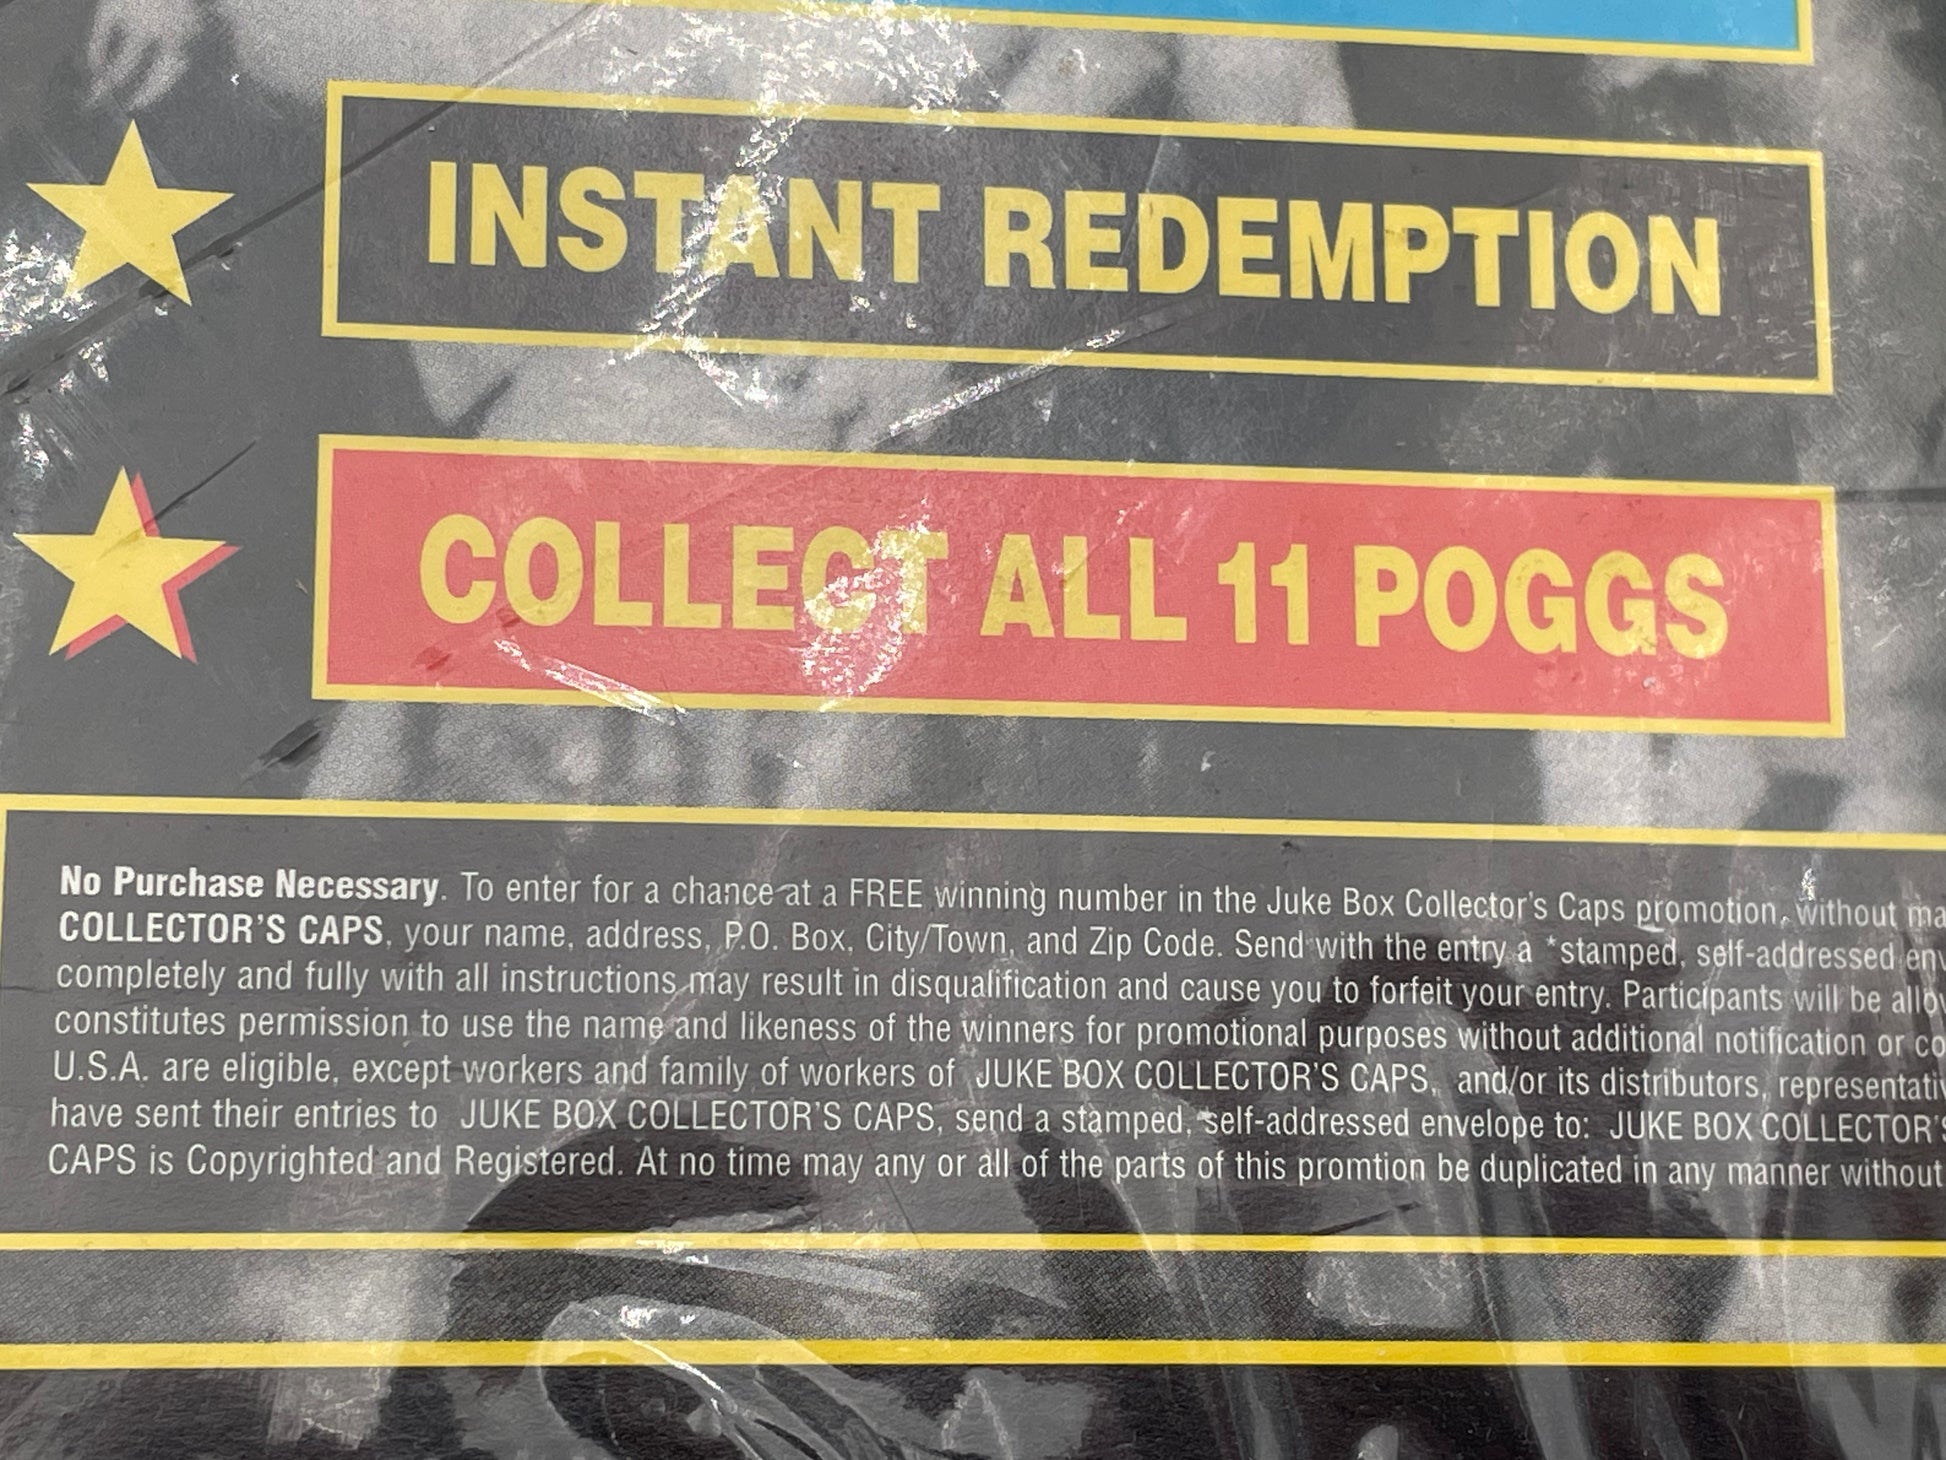 INSTANT REDEMPTION
COLLECT ALL 11 POGGS
No Purchase Necessary. To enter for a chance at a FREE winning number in the Juke Box Collector's Caps promotion, without
COLLECTOR'S CAPS, your name, address, P.O. Box, City/Town, and Zip Code. Send with the entry a *stamped, self-addressed
completely and fully with all instructions may result in disqualification and cause you to forfeit your entry. Participants will be
constitutes permission to use the name and likeness of the winners for promotional purposes without additional notification or
U.S.A. are eligible, except workers and family of workers of JUKE BOX COLLECTOR'S CAPS, and/or its distributors,
have sent their entries to JUKE BOX COLLECTOR'S CAPS, send a stamped, self-addressed envelope to: JUKE BOX COLLECTOR'S
CAPS is Copyrighted and Registered. At no time may any or all of the parts of this promtion be duplicated in any manner without